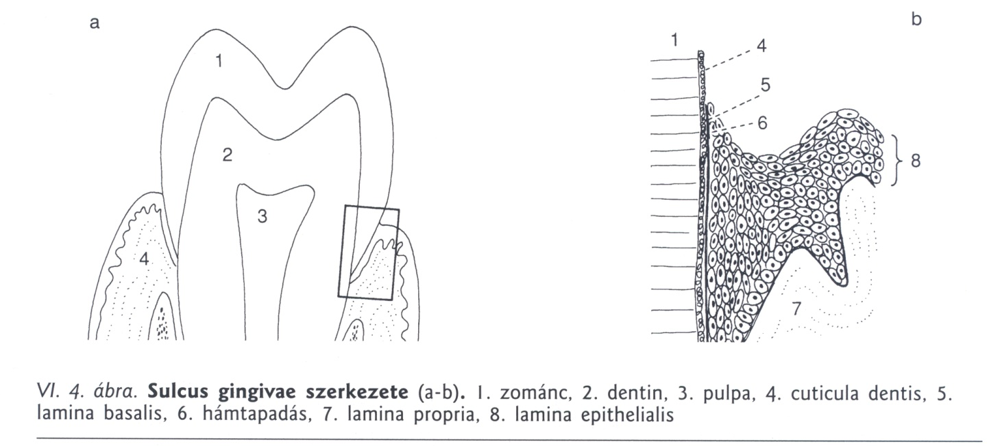 a
b
1
2
3
4
1
4
5
6
7
8
VI. 4. ábra. Sulcus gingivae szerkezete (a-b). 1. zománc, 2. dentin, 3. pulpa, 4. cuticula dentis, 5.
lamina basalis, 6. hámtapadás, 7. lamina propria, 8. lamina epithelialis